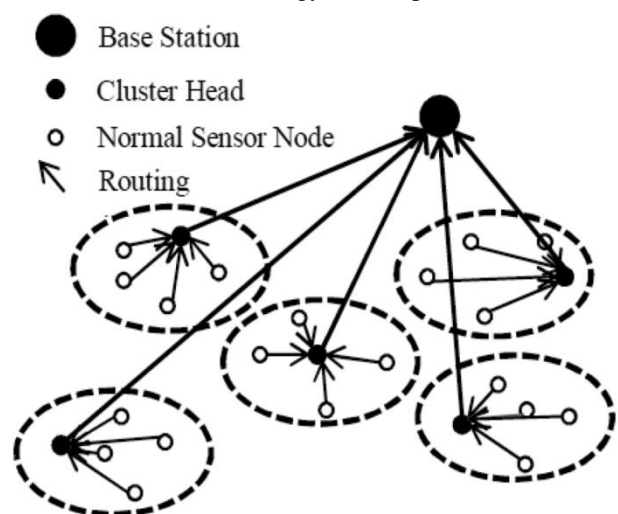 Base Station
Cluster Head
Normal Sensor Node
Routing